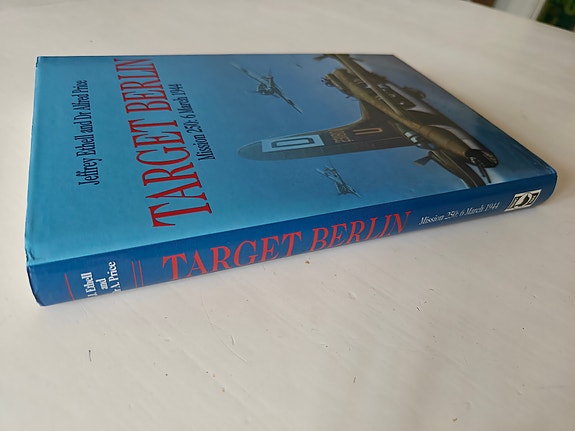 Jeffrey Ethell and Dr Alfred Price
TARGET BERLIN
Mission 250: 6 March 1944
D
U
J. Ethell
and
Dr A. Price
TARGET BERLIN
Mission 250: 6 March 1944